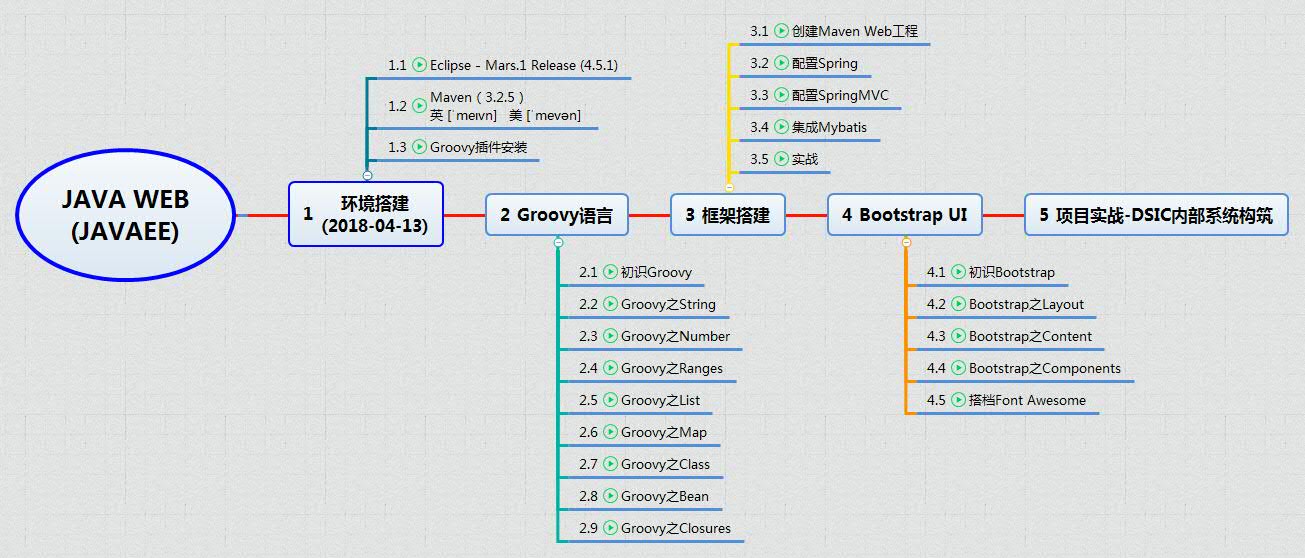 JAVA WEB
(JAVAEE)
1 环境搭建
(2018-04-13)
1.1 Eclipse - Mars.1 Release (4.5.1)
1.2 Maven（3.2.5）
英 [ˈmeɪvn] 美 [ˈmevən]
1.3 Groovy插件安装
2 Groovy语言
2.1 初识Groovy
2.2 Groovy之String
2.3 Groovy之Number
2.4 Groovy之Ranges
2.5 Groovy之List
2.6 Groovy之Map
2.7 Groovy之Class
2.8 Groovy之Bean
2.9 Groovy之Closures
3 框架搭建
3.1 创建Maven Web工程
3.2 配置Spring
3.3 配置SpringMVC
3.4 集成Mybatis
3.5 实战
4 Bootstrap UI
4.1 初识Bootstrap
4.2 Bootstrap之Layout
4.3 Bootstrap之Content
4.4 Bootstrap之Components
4.5 搭档Font Awesome
5 项目实战-DSIC内部系统构筑